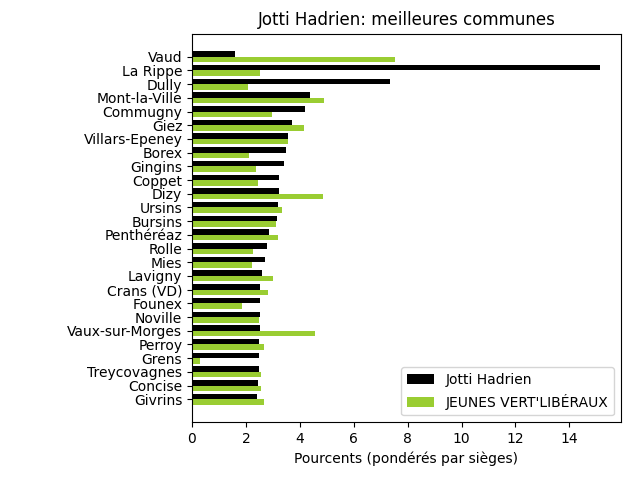 Jotti Hadrien: meilleures communes
Vaud
La Rippe
Dully
Mont-la-Ville
Commugny
Giez
Villars-Epeney
Borex
Gingins
Coppet
Dizy
Ursins
Bursins
Penthéréaz
Rolle
Mies
Lavigny
Crans (VD)
Founex
Noville
Vaux-sur-Morges
Perroy
Grens
Treycovagnes
Concise
Givrins
Jotti Hadrien
JEUNES VERT'LIBÉRAUX
0 2 4 6 8 10 12 14
Pourcents (pondérés par sièges)